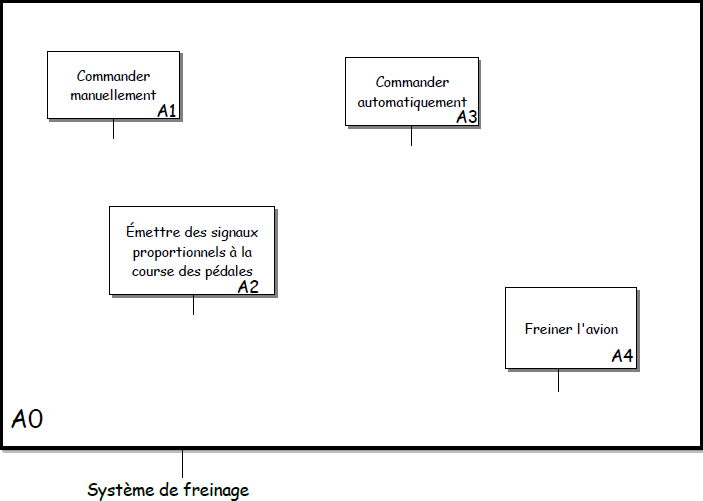 Commander
manuellement
A1
Commander
automatiquement
A3
Émettre des signaux
proportionnels à la
course des pédales
A2
Freiner l'avion
A4
A0
Système de freinage